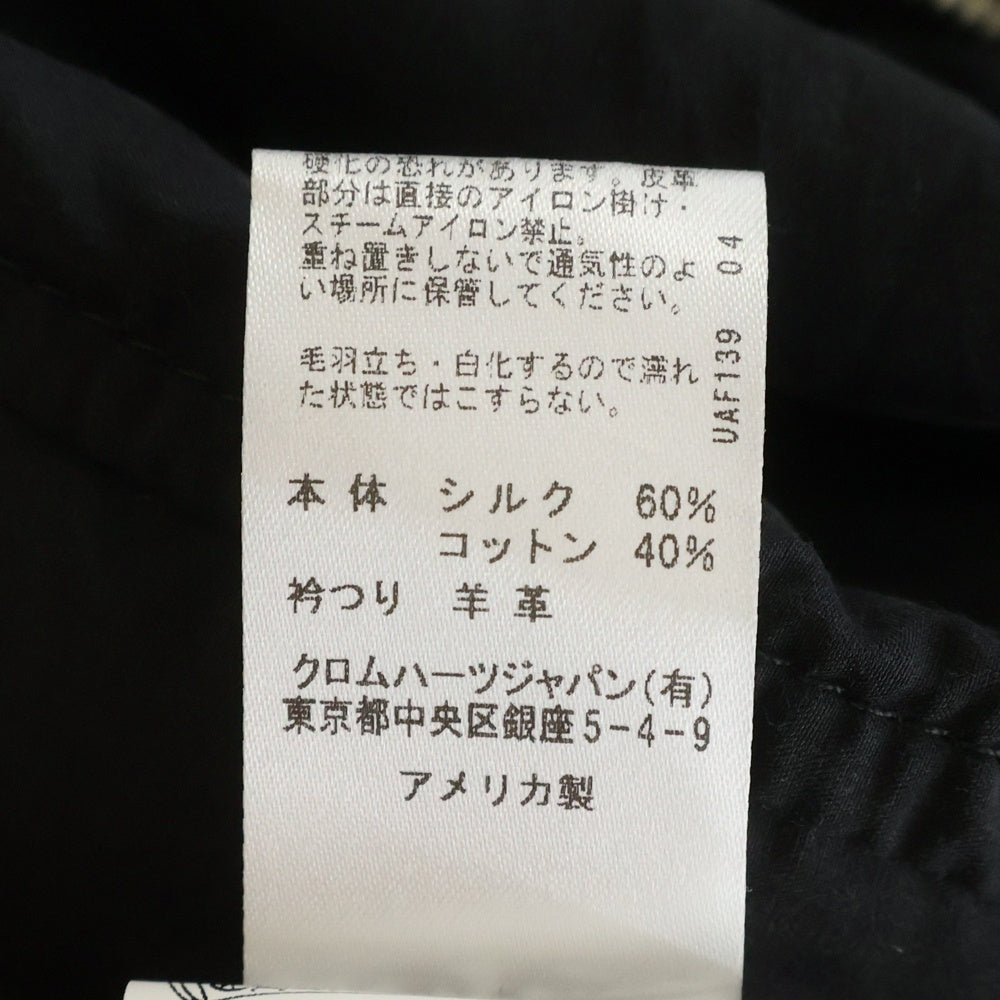 硬化の恐れがあります。皮革
部分は直接のアイロン掛け・
スチームアイロン禁止。
重ね置きしないで通気性のよ
い場所に保管してください。
毛羽立ち・白化するので濡れ
た状態ではこすらない。
本体 シルク 60%
コットン 40%
衿つり 羊革
クロムハーツジャパン(有)
東京都中央区銀座5-4-9
アメリカ製
UAF139 04